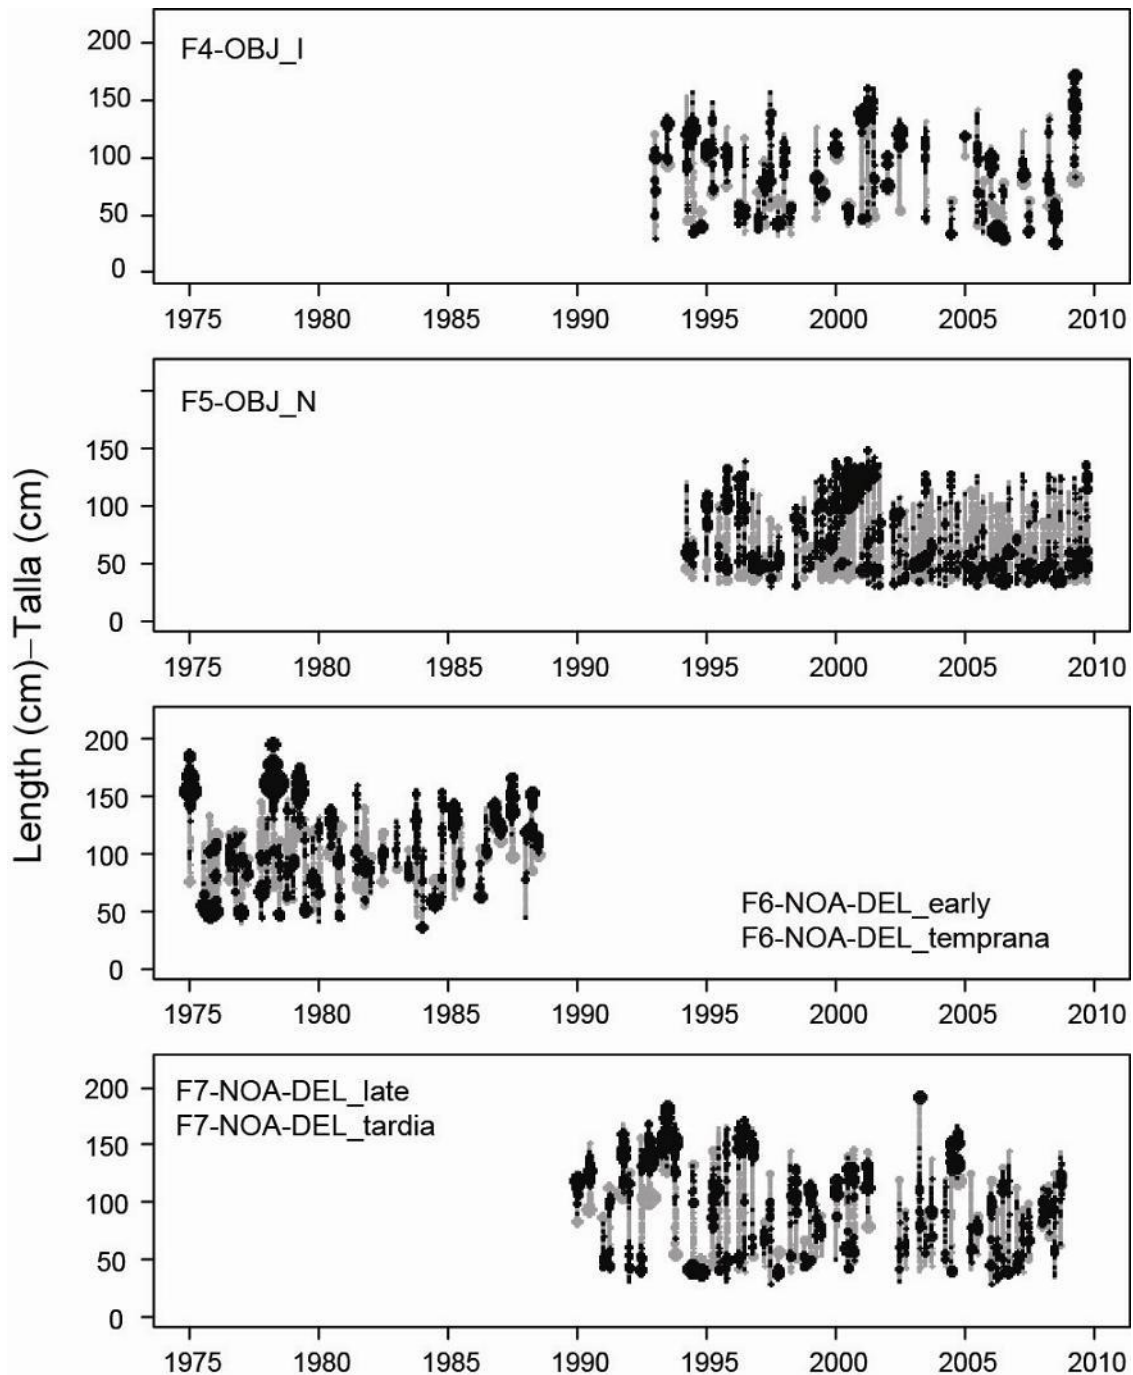 Length (cm)–Talla (cm)
F4-OBJ_I
200
150
100
50
0
1975 1980 1985 1990 1995 2000 2005 2010
F5-OBJ_N
150
100
50
0
1975 1980 1985 1990 1995 2000 2005 2010
200
150
100
50
0
F6-NOA-DEL_early
F6-NOA-DEL_temprana
1975 1980 1985 1990 1995 2000 2005 2010
F7-NOA-DEL_late
F7-NOA-DEL_tardia
200
150
100
50
0
1975 1980 1985 1990 1995 2000 2005 2010